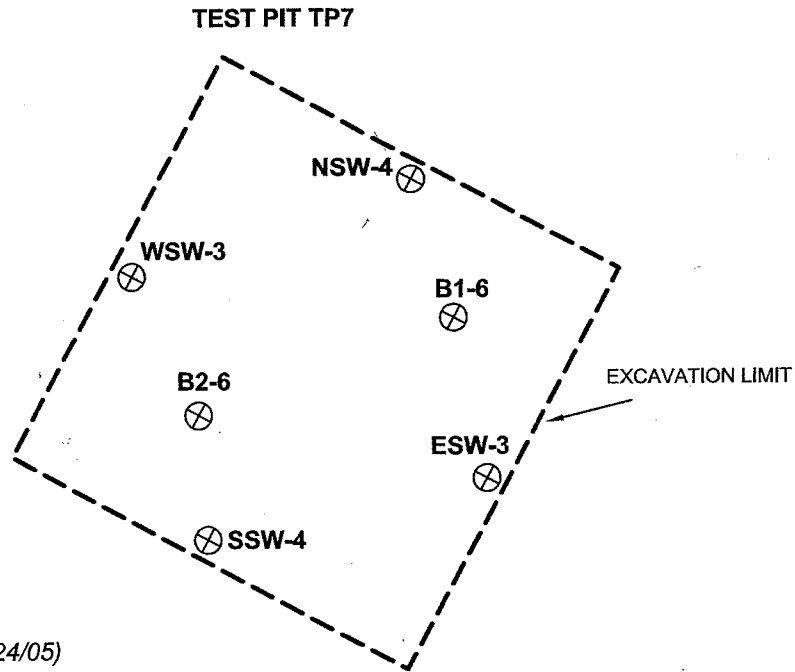 TEST PIT TP7
NSW-4
WSW-3
B1-6
B2-6
EXCAVATION LIMIT
ESW-3
SSW-4
24/05)